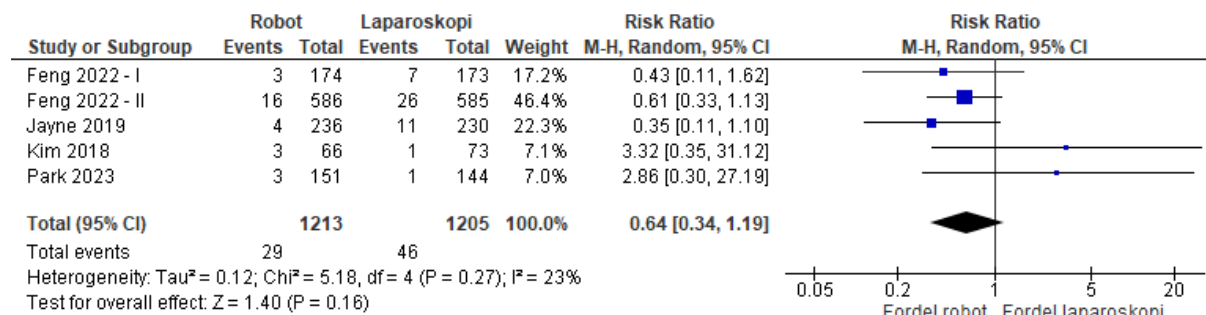 Robot Laparoskopi Risk Ratio Risk Ratio
Study or Subgroup Events Total Events Total Weight M-H, Random, 95% CI M-H, Random, 95% CI
Feng 2022 - I 3 174 7 173 17.2% 0.43 [0.11, 1.62]
Feng 2022 - II 16 586 26 585 46.4% 0.61 [0.33, 1.13]
Jayne 2019 4 236 11 230 22.3% 0.35 [0.11, 1.10]
Kim 2018 3 66 1 73 7.1% 3.32 [0.35, 31.12]
Park 2023 3 151 1 144 7.0% 2.86 [0.30, 27.19]
Total (95% CI) 1213 1205 100.0% 0.64 [0.34, 1.19]
Total events 29 46
Heterogeneity: Tau² = 0.12; Chi² = 5.18, df = 4 (P = 0.27); I² = 23%
Test for overall effect: Z = 1.40 (P = 0.16)
0.05 0.2 1 5 20
Fordel robot Fordel laparoskopi